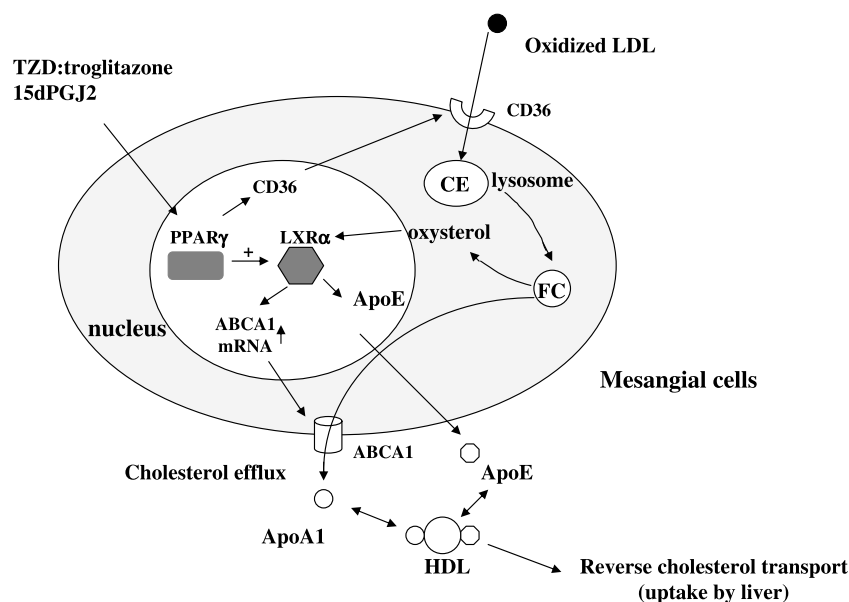 Oxidized LDL
TZD:troglitazone
15dPGJ2
CD36
CE
lysosome
CD36
PPARγ
LXRα
oxysterol
+
FC
ApoE
nucleus
ABCA1
mRNA
Mesangial cells
ABCA1
Cholesterol efflux
ApoE
ApoA1
HDL
Reverse cholesterol transport
(uptake by liver)